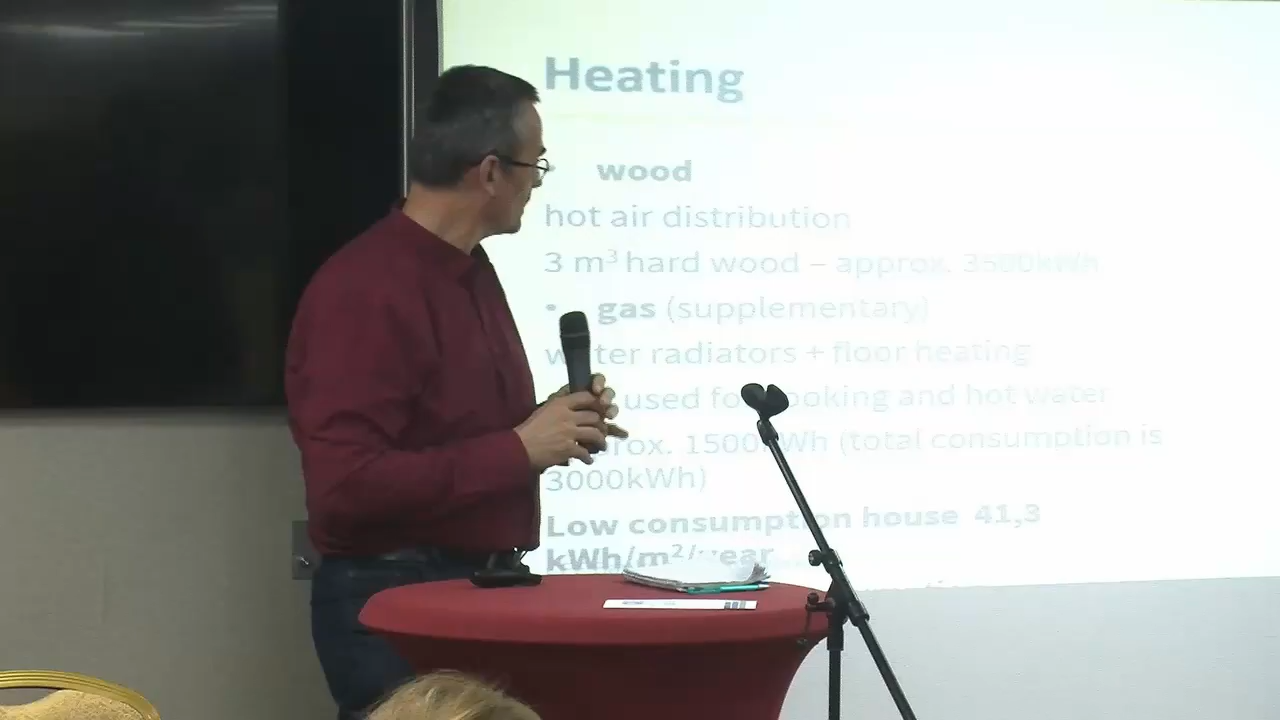 Heating
• wood
hot air distribution
3 m³ hard wood – approx. 3500kWh
• gas (supplementary)
water radiators + floor heating
used for cooking and hot water
approx. 1500kWh (total consumption is
3000kWh)
Low consumption house 41,3
kWh/m²/year